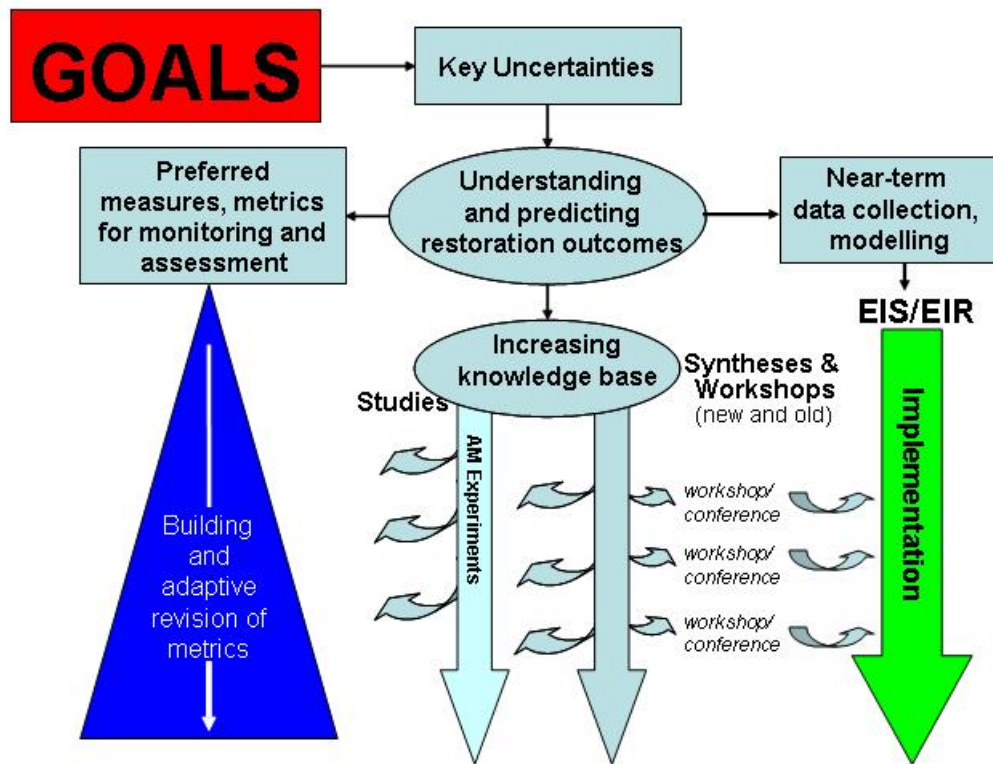 GOALS
Key Uncertainties
Preferred
measures, metrics
for monitoring and
assessment
Understanding
and predicting
restoration outcomes
Near-term
data collection,
modelling
EIS/EIR
Increasing
knowledge base
Studies
Syntheses &
Workshops
(new and old)
AM Experiments
Implementation
workshop/
conference
workshop/
conference
workshop/
conference
Building
and
adaptive
revision of
metrics